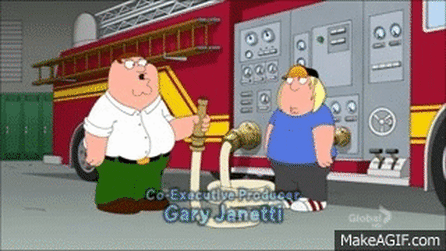 Co-Executive Producer
Gary Janetti
Global
MakeAGIF.com